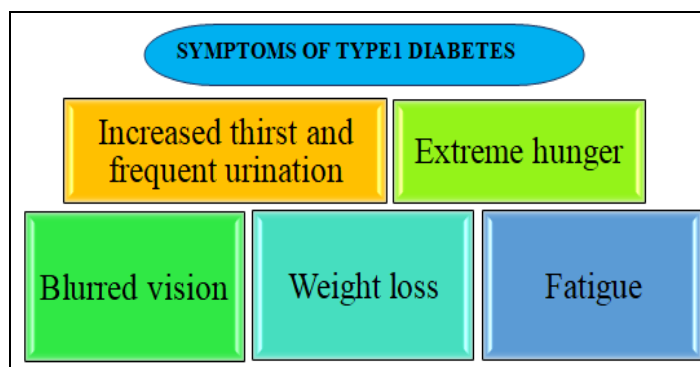 SYMPTOMS OF TYPE1 DIABETES
Increased thirst and
frequent urination
Extreme hunger
Blurred vision
Weight loss
Fatigue